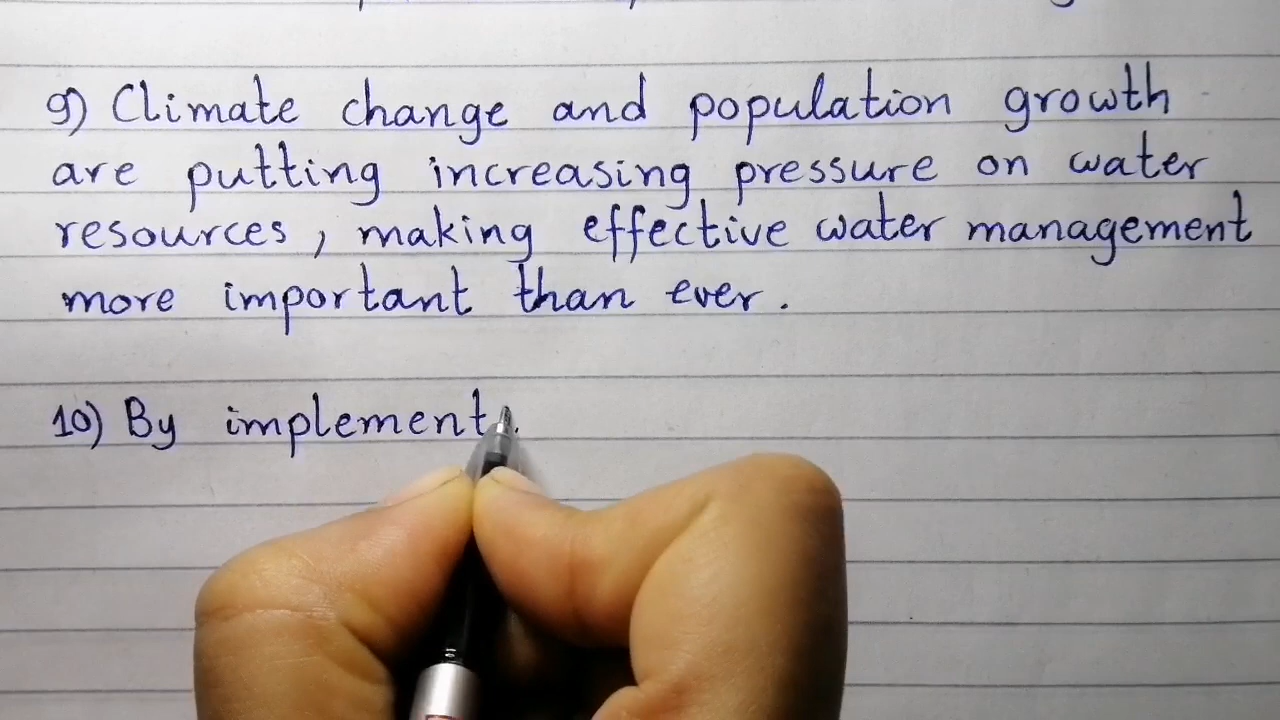 9) Climate change and population growth
are putting increasing pressure on water
resources, making effective water management
more important than ever.
10) By implement